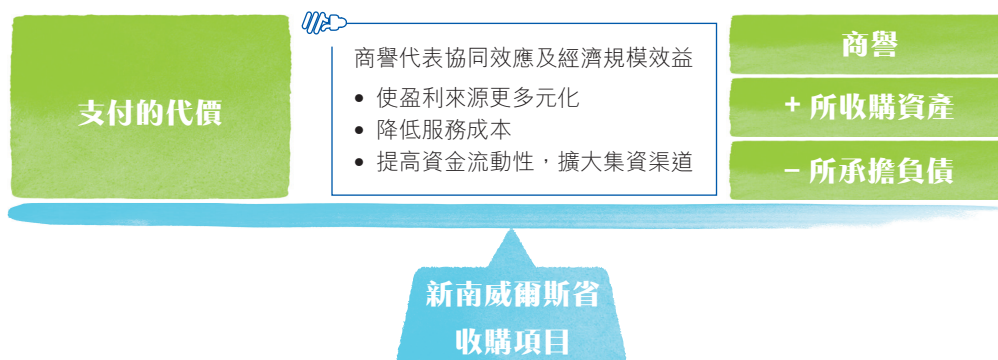 支付的代價
商譽代表協同效應及經濟規模效益
• 使盈利來源更多元化
• 降低服務成本
• 提高資金流動性，擴大集資渠道
商譽
+ 所收購資產
– 所承擔負債
新南威爾斯省
收購項目